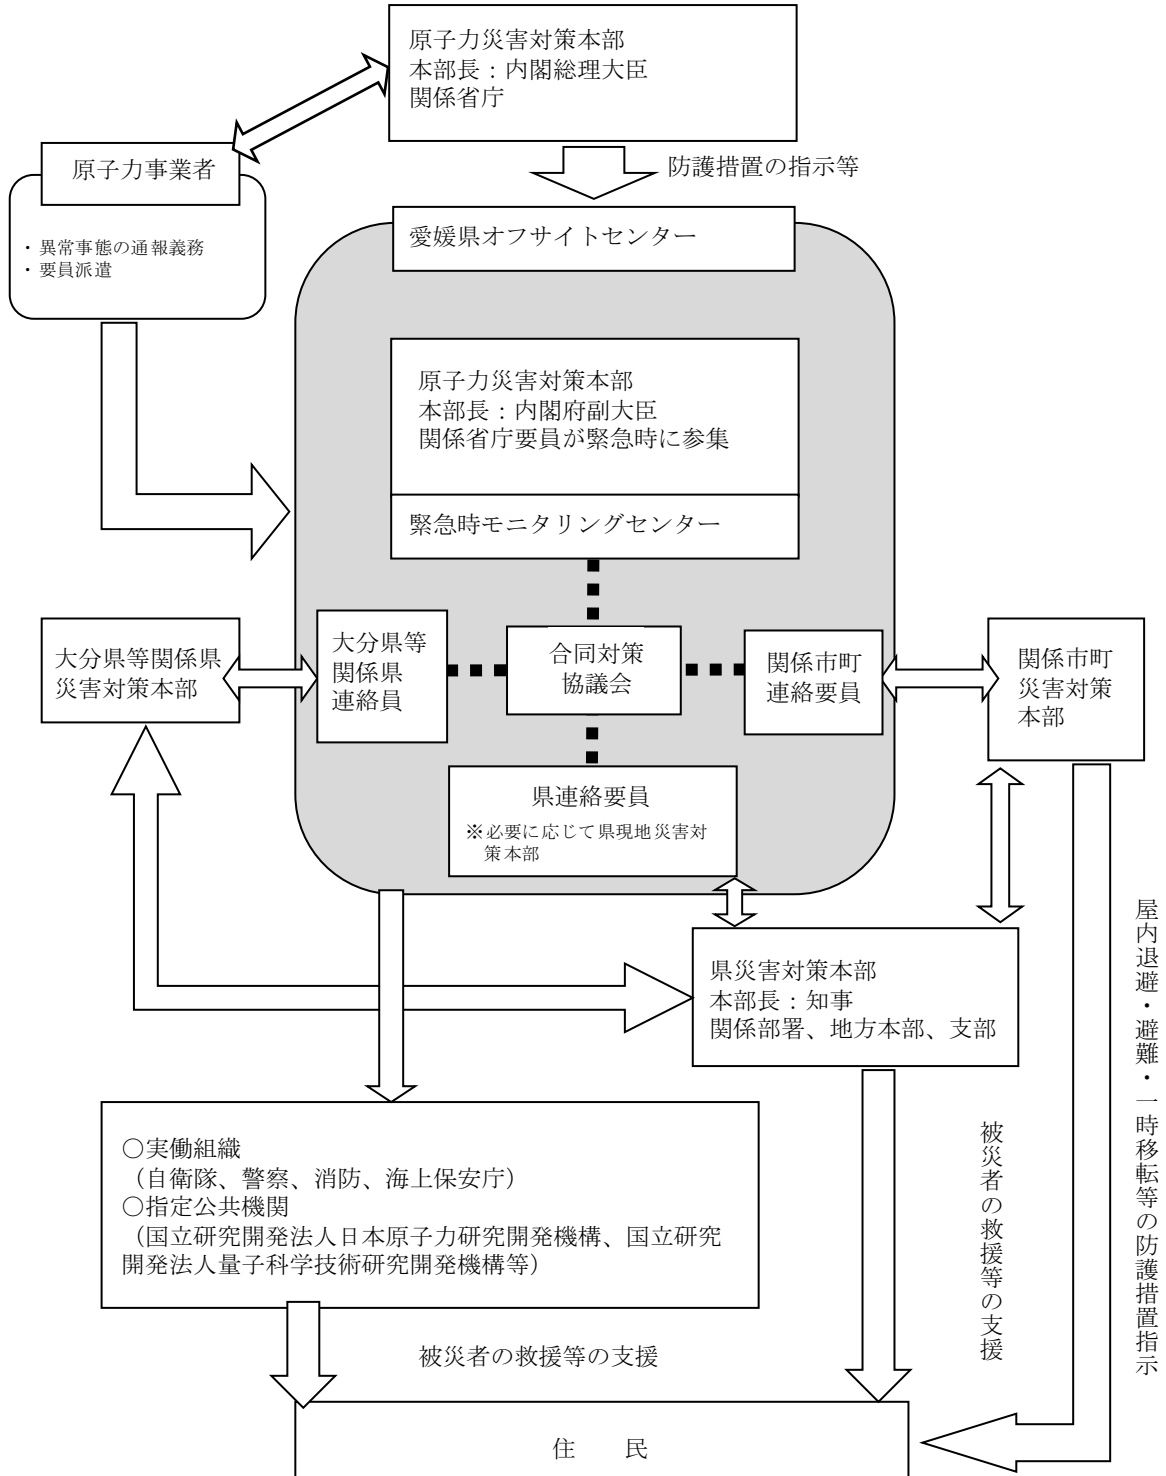 原子力災害対策本部
本部長：内閣総理大臣
関係省庁
原子力事業者
・異常事態の通報義務
・要員派遣
防護措置の指示等
愛媛県オフサイトセンター
原子力災害対策本部
本部長：内閣府副大臣
関係省庁要員が緊急時に参集
緊急時モニタリングセンター
大分県等関係県
災害対策本部
大分県等
関係県
連絡員
合同対策
協議会
関係市町
連絡要員
関係市町
災害対策
本部
県連絡要員
※必要に応じて県現地災害対
策本部
県災害対策本部
本部長：知事
関係部署、地方本部、支部
屋内退避・避難・一時移転等の防護措置指示
被災者の救援等の支援
○実働組織
（自衛隊、警察、消防、海上保安庁）
○指定公共機関
（国立研究開発法人日本原子力研究開発機構、国立研究
開発法人量子科学技術研究開発機構等）
被災者の救援等の支援
住　　民